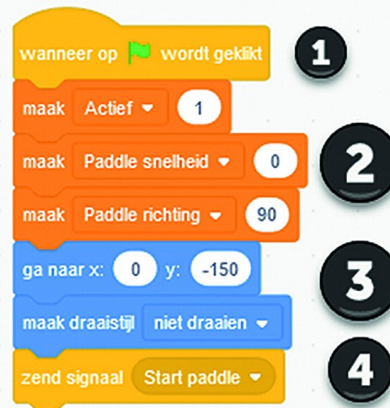 wanneer op wordt geklikt 1
maak Actief 1
maak Paddle snelheid 0 2
maak Paddle richting 90
ga naar x: 0 y: -150 3
maak draaistijl niet draaien
zend signaal Start paddle 4